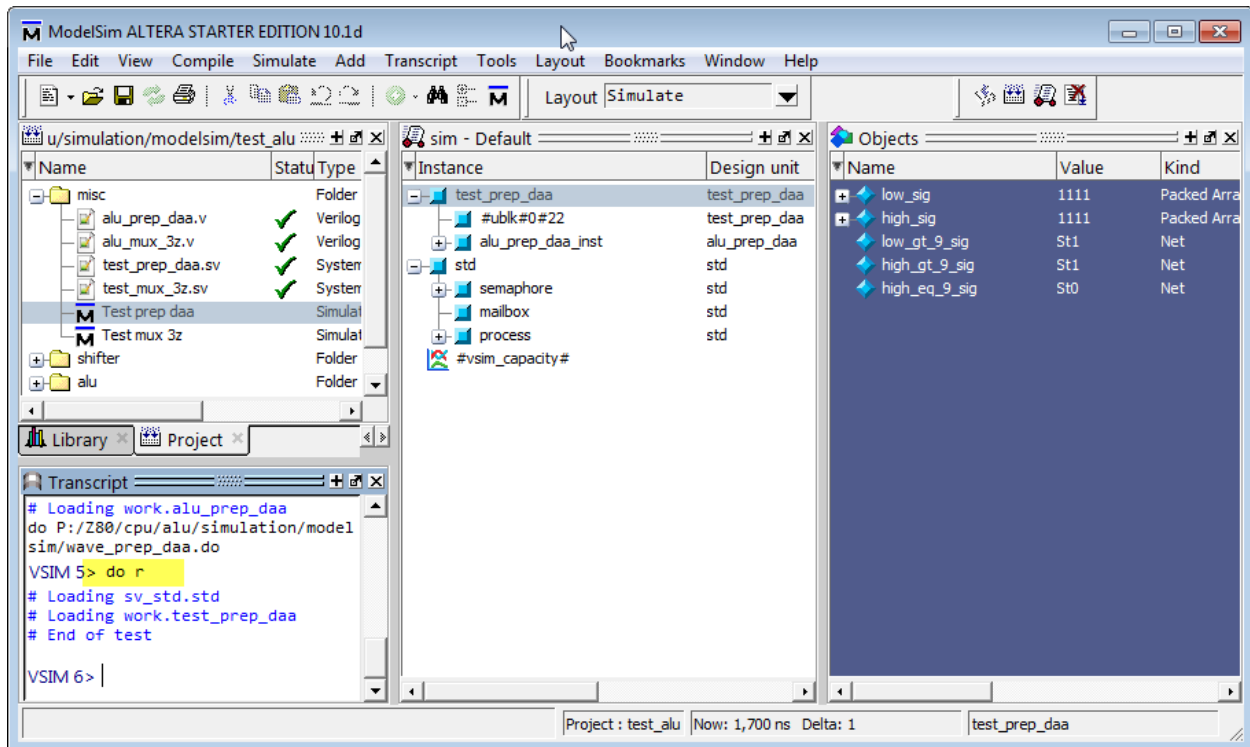 ModelSim ALTERA STARTER EDITION 10.1d
File Edit View Compile Simulate Add Transcript Tools Layout Bookmarks Window Help
Layout Simulate
u/simulation/modelsim/test_alu
Name Statu Type
misc Folder
alu_prep_daa.v Verilog
alu_mux_3z.v Verilog
test_prep_daa.sv System
test_mux_3z.sv System
Test prep daa Simulat
Test mux 3z Simulat
shifter Folder
alu Folder
Library Project
Transcript
# Loading work.alu_prep_daa
do P:/Z80/cpu/alu/simulation/model
sim/wave_prep_daa.do
VSIM 5> do r
# Loading sv_std.std
# Loading work.test_prep_daa
# End of test
VSIM 6>
sim - Default
Instance Design unit
test_prep_daa test_prep_daa
#ublk#0#22 test_prep_daa
alu_prep_daa_inst alu_prep_daa
std std
semaphore std
mailbox std
process std
#vsim_capacity#
Objects
Name Value Kind
low_sig 1111 Packed Arra
high_sig 1111 Packed Arra
low_gt_9_sig St1 Net
high_gt_9_sig St1 Net
high_eq_9_sig St0 Net
Project : test_alu Now: 1,700 ns Delta: 1 test_prep_daa